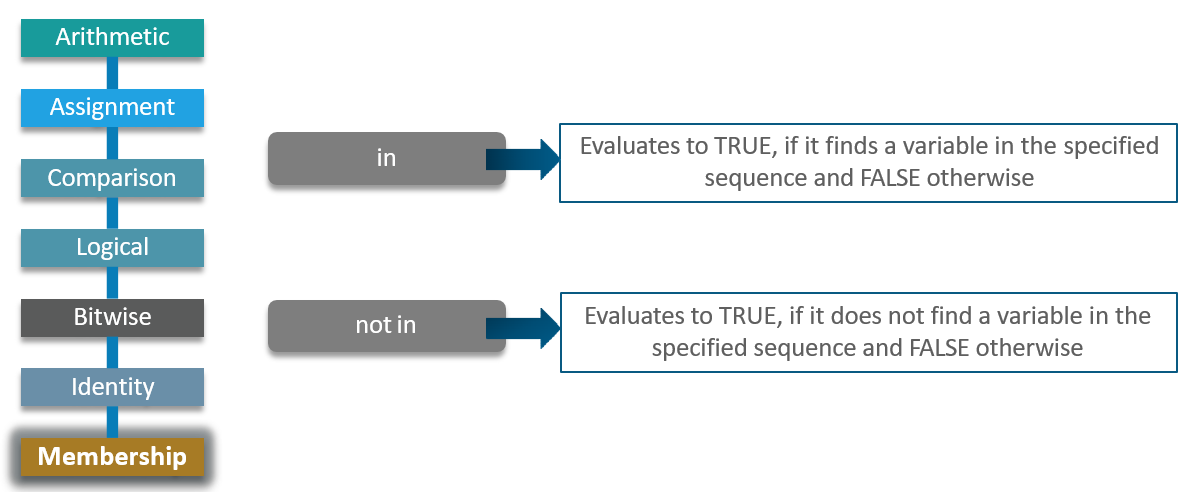 Arithmetic
Assignment
Comparison
Logical
Bitwise
Identity
Membership
in
Evaluates to TRUE, if it finds a variable in the specified
sequence and FALSE otherwise
not in
Evaluates to TRUE, if it does not find a variable in the
specified sequence and FALSE otherwise